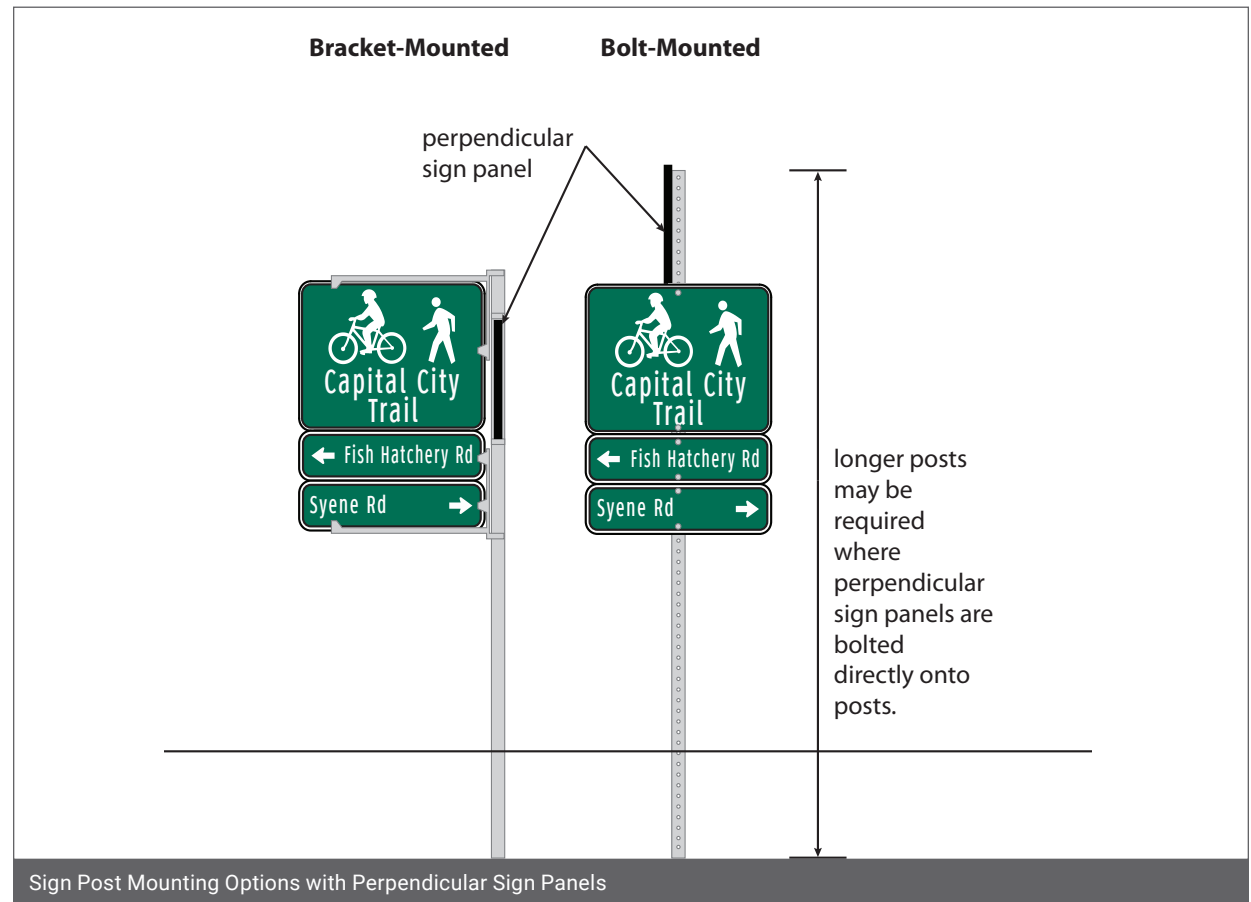 Bracket-Mounted
Bolt-Mounted
perpendicular
sign panel
Capital City
Trail
Fish Hatchery Rd
Syene Rd
Capital City
Trail
Fish Hatchery Rd
Syene Rd
longer posts
may be
required
where
perpendicular
sign panels are
bolted
directly onto
posts.
Sign Post Mounting Options with Perpendicular Sign Panels